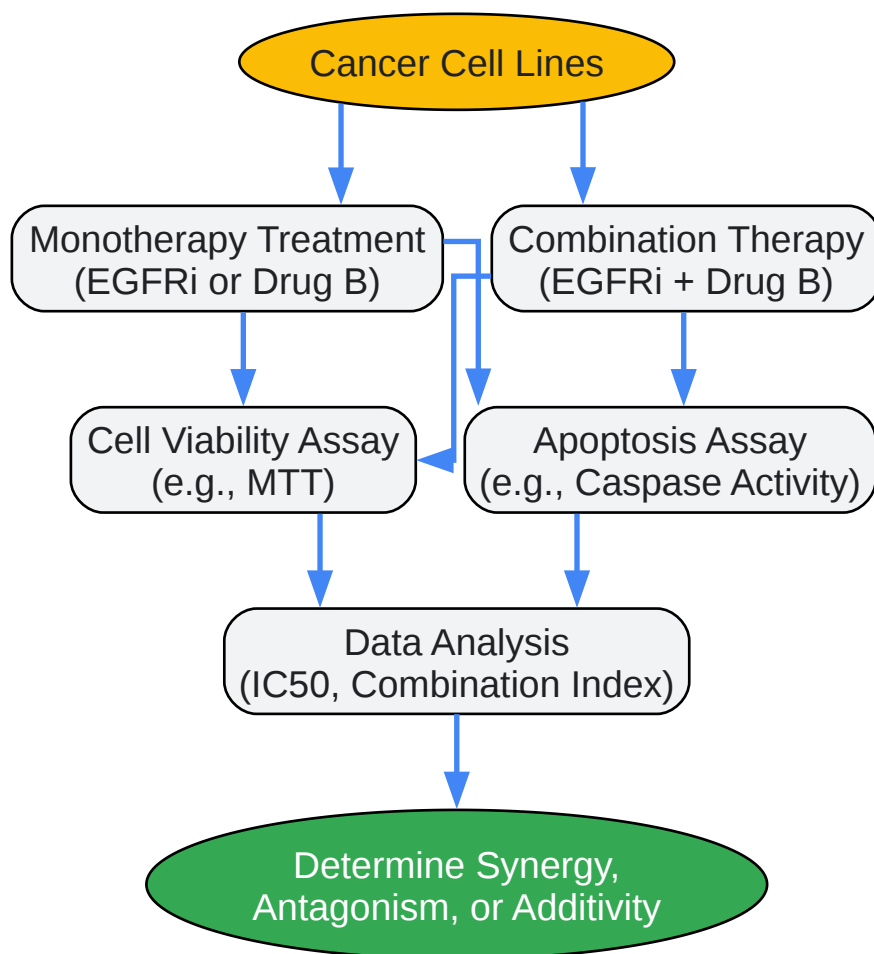 Cancer Cell Lines
Monotherapy Treatment
(EGFRi or Drug B)
Combination Therapy
(EGFRi + Drug B)
Cell Viability Assay
(e.g., MTT)
Apoptosis Assay
(e.g., Caspase Activity)
Data Analysis
(IC50, Combination Index)
Determine Synergy,
Antagonism, or Additivity